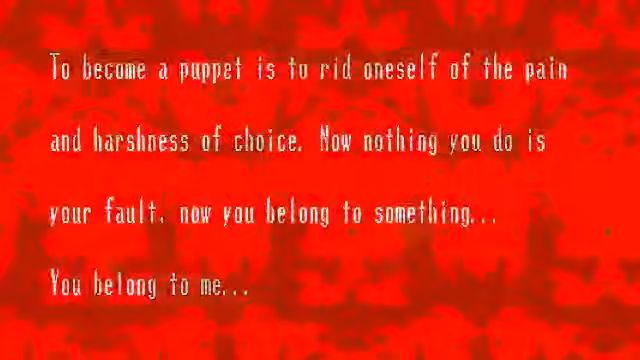 To become a puppet is to rid oneself of the pain
and harshness of choice. Now nothing you do is
your fault, now you belong to something...
You belong to me...